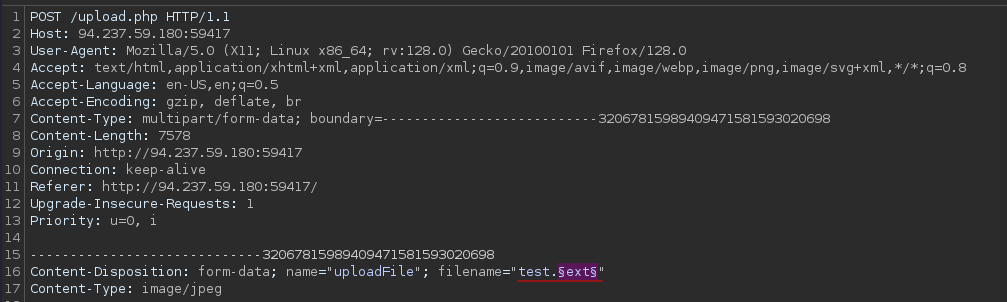 1 POST /upload.php HTTP/1.1
2 Host: 94.237.59.180:59417
3 User-Agent: Mozilla/5.0 (X11; Linux x86_64; rv:128.0) Gecko/20100101 Firefox/128.0
4 Accept: text/html,application/xhtml+xml,application/xml;q=0.9,image/avif,image/webp,image/png,image/svg+xml,*/*;q=0.8
5 Accept-Language: en-US,en;q=0.5
6 Accept-Encoding: gzip, deflate, br
7 Content-Type: multipart/form-data; boundary=---------------------------320678159894094715815930​20698
8 Content-Length: 7578
9 Origin: http://94.237.59.180:59417
10 Connection: keep-alive
11 Referer: http://94.237.59.180:59417/
12 Upgrade-Insecure-Requests: 1
13 Priority: u=0, i
14
15 -----------------------------32067815989409471581593020698
16 Content-Disposition: form-data; name="uploadFile"; filename="test.§ext§"
17 Content-Type: image/jpeg